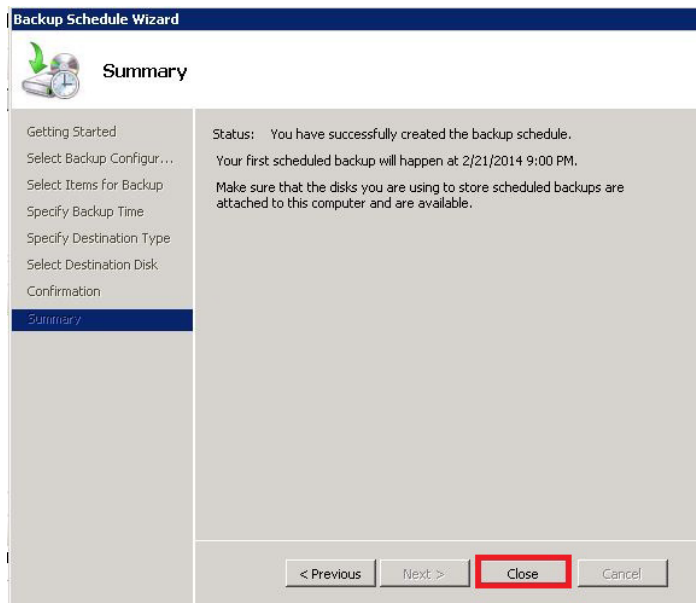 Backup Schedule Wizard
Summary
Getting Started
Select Backup Configur...
Select Items for Backup
Specify Backup Time
Specify Destination Type
Select Destination Disk
Confirmation
Summary
Status: You have successfully created the backup schedule.
Your first scheduled backup will happen at 2/21/2014 9:00 PM.
Make sure that the disks you are using to store scheduled backups are
attached to this computer and are available.
< Previous
Next >
Close
Cancel